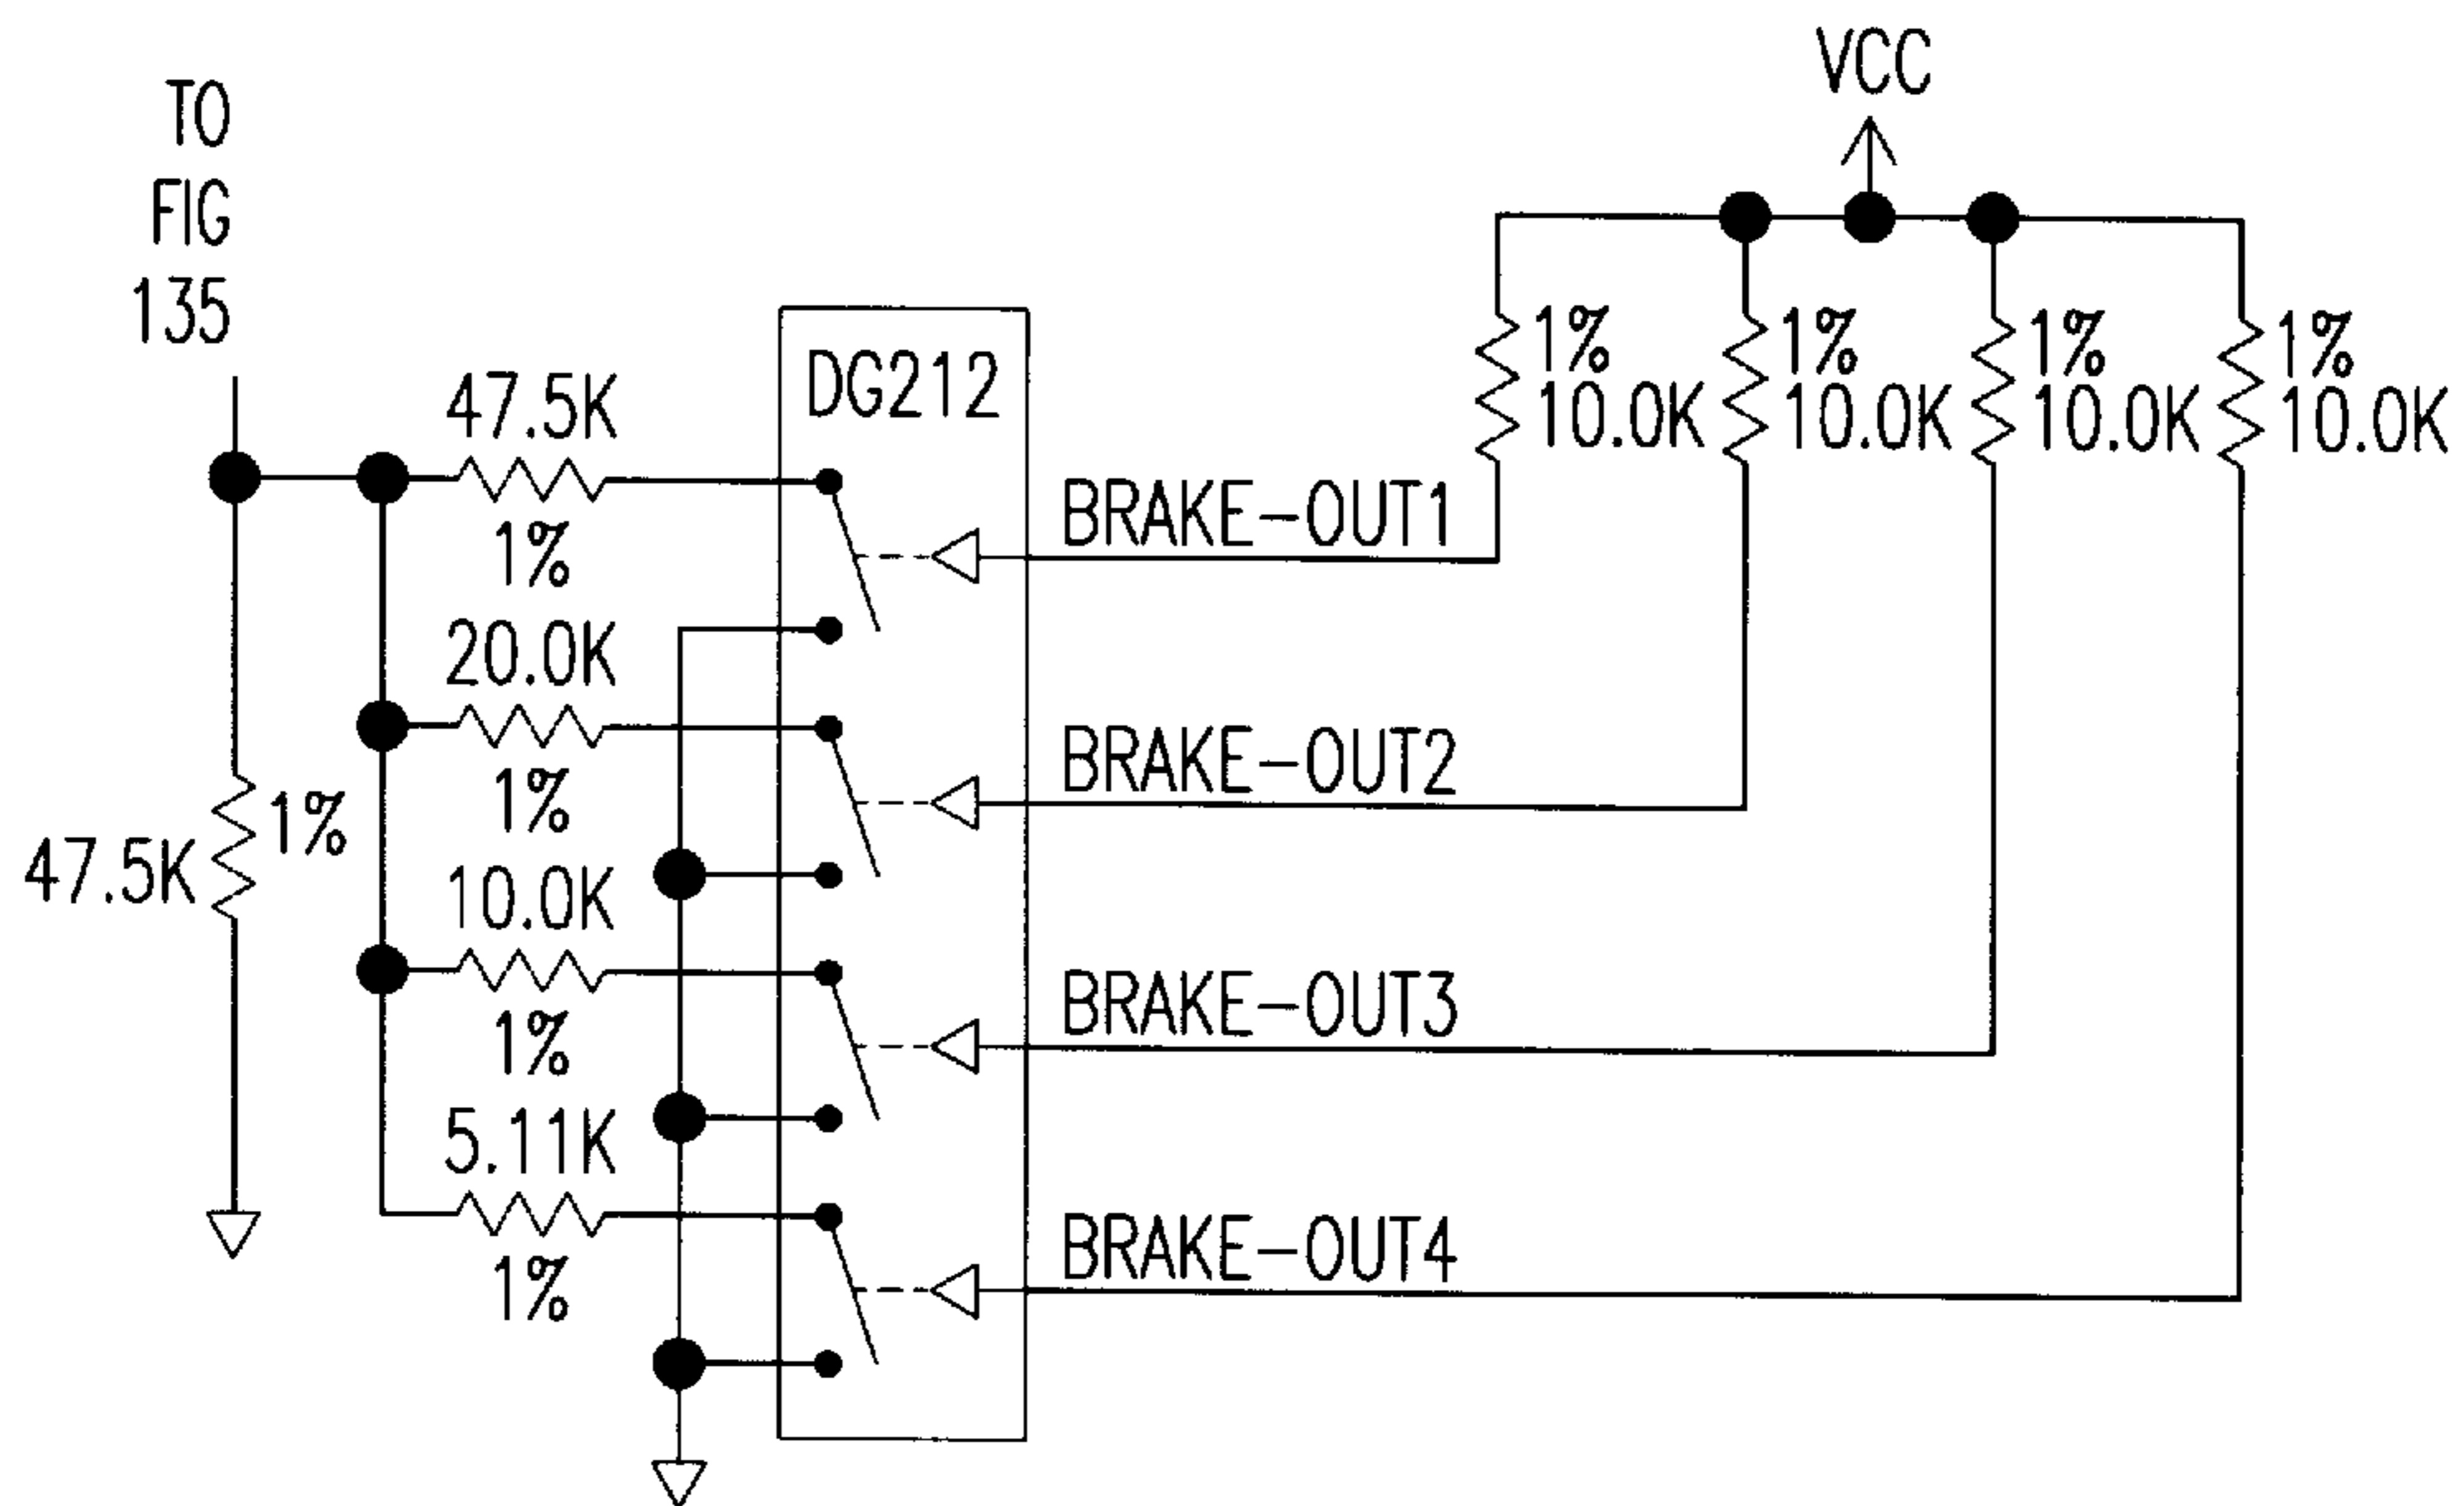 TO
FIG
135
VCC
DG212
47.5K
1%
20.0K
1%
10.0K
1%
5.11K
1%
1%
47.5K
BRAKE-OUT1
BRAKE-OUT2
BRAKE-OUT3
BRAKE-OUT4
1%
10.0K
1%
10.0K
1%
10.0K
1%
10.0K